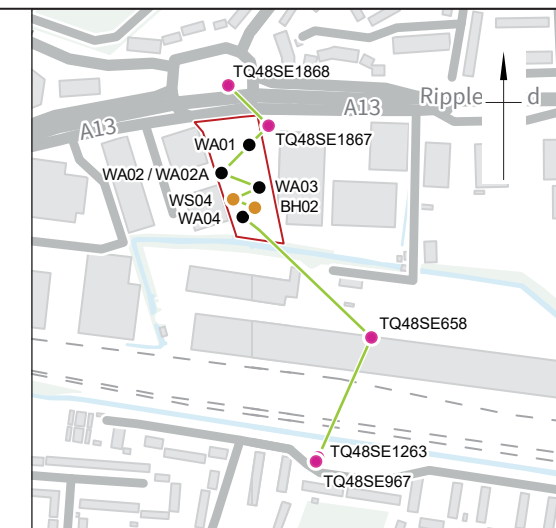 TQ48SE1868
A13
Ripple d
A13
TQ48SE1867
WA01
WA02 / WA02A
WA03
WS04
BH02
WA04
TQ48SE658
TQ48SE1263
TQ48SE967